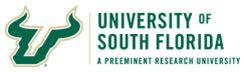 UNIVERSITY OF
SOUTH FLORIDA
A PREEMINENT RESEARCH UNIVERSITY